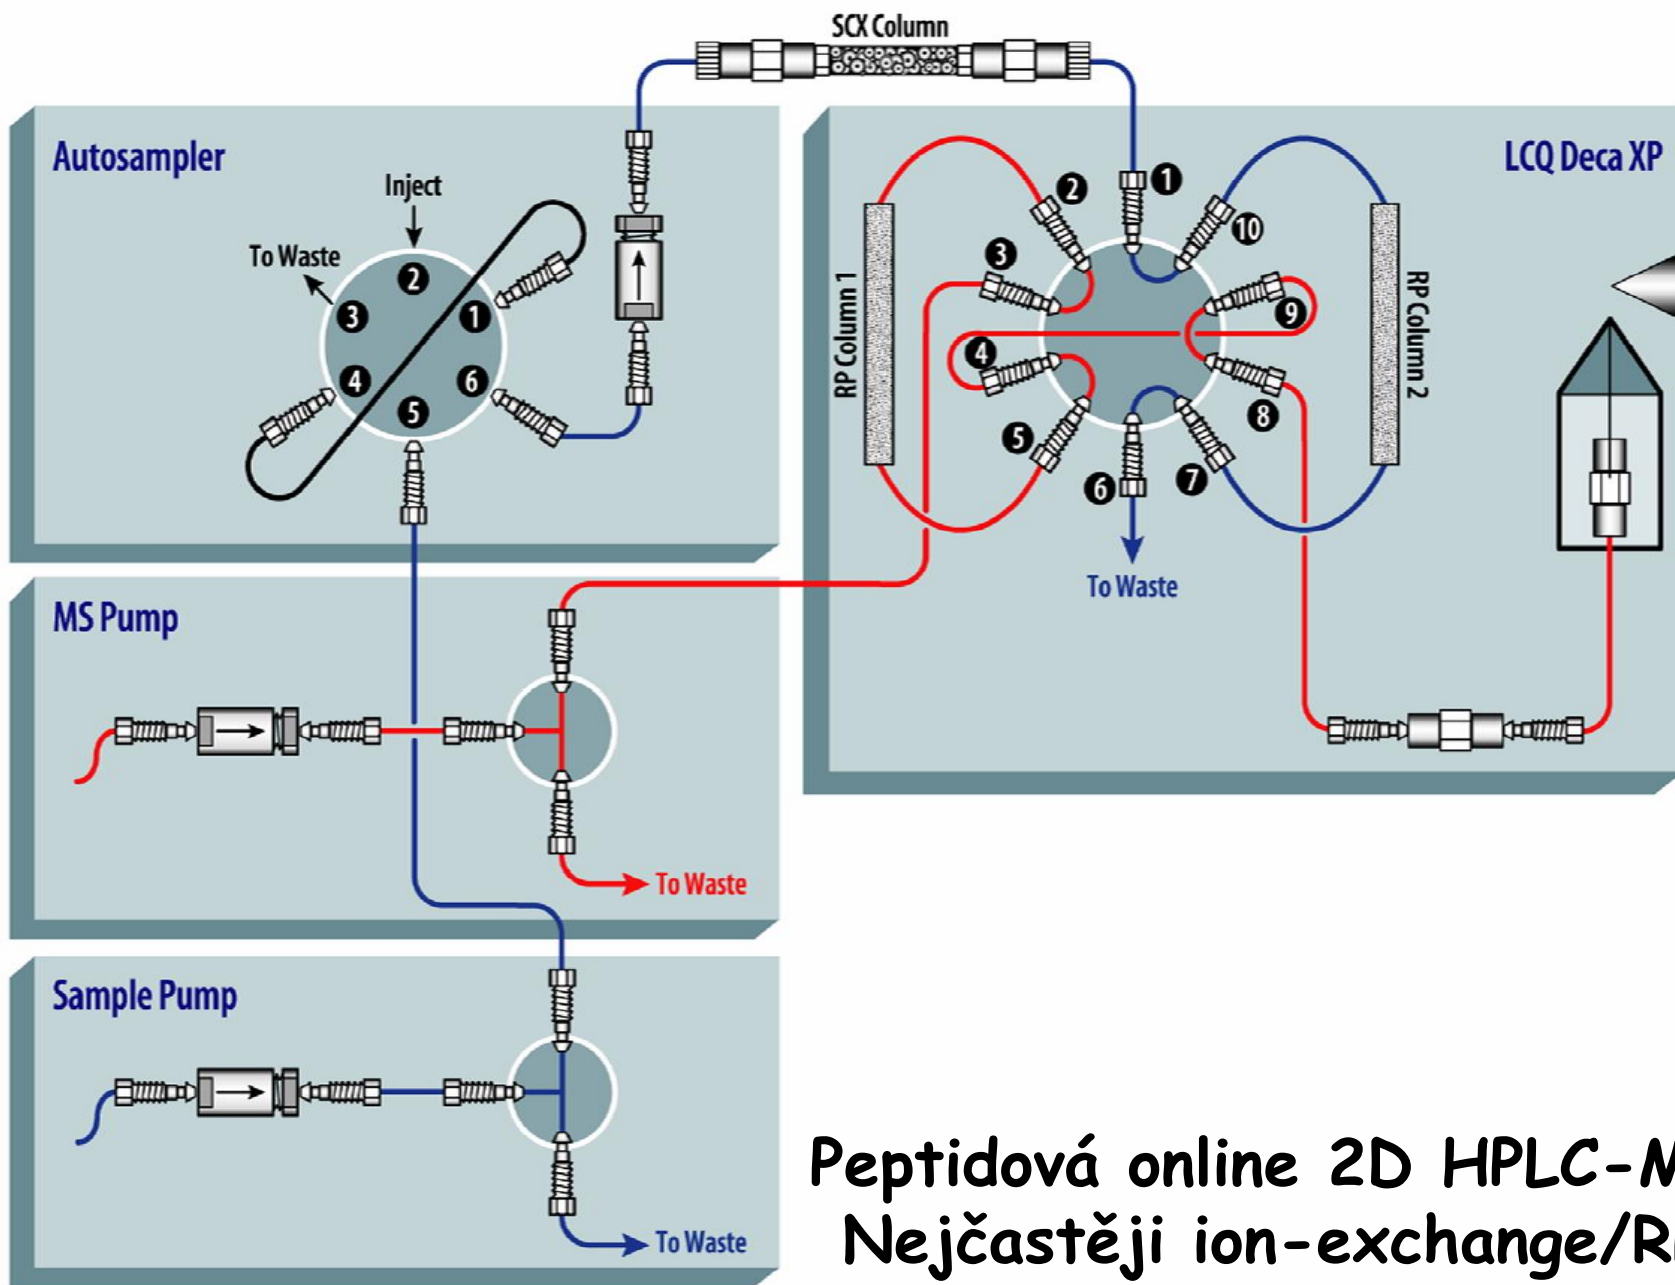 SCX Column
Autosampler
Inject
To Waste
2
3
1
4
6
5
LCQ Deca XP
1
2
10
3
9
4
8
5
7
6
RP Column 1
RP Column 2
To Waste
MS Pump
To Waste
Sample Pump
To Waste
Peptidová online 2D HPLC-M
Nejčastěji ion-exchange/R